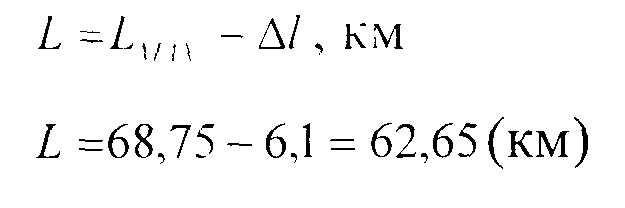 L = L − Δl , км
L =68,75 − 6,1 = 62,65(км)